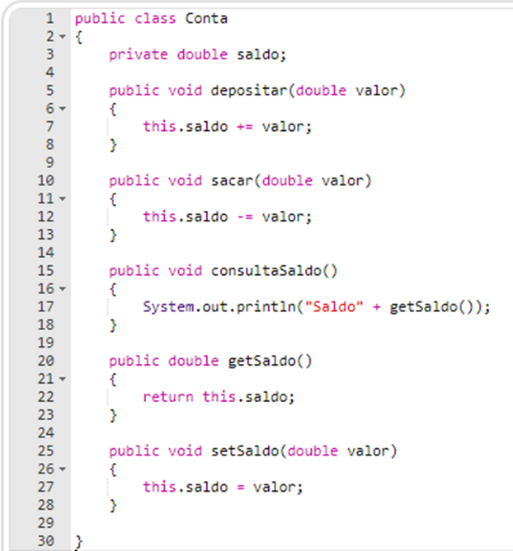 1 public class Conta
2 {
3 private double saldo;
4
5 public void depositar(double valor)
6 {
7 this.saldo += valor;
8 }
9
10 public void sacar(double valor)
11 {
12 this.saldo -= valor;
13 }
14
15 public void consultaSaldo()
16 {
17 System.out.println("Saldo" + getSaldo());
18 }
19
20 public double getSaldo()
21 {
22 return this.saldo;
23 }
24
25 public void setSaldo(double valor)
26 {
27 this.saldo = valor;
28 }
29
30 }